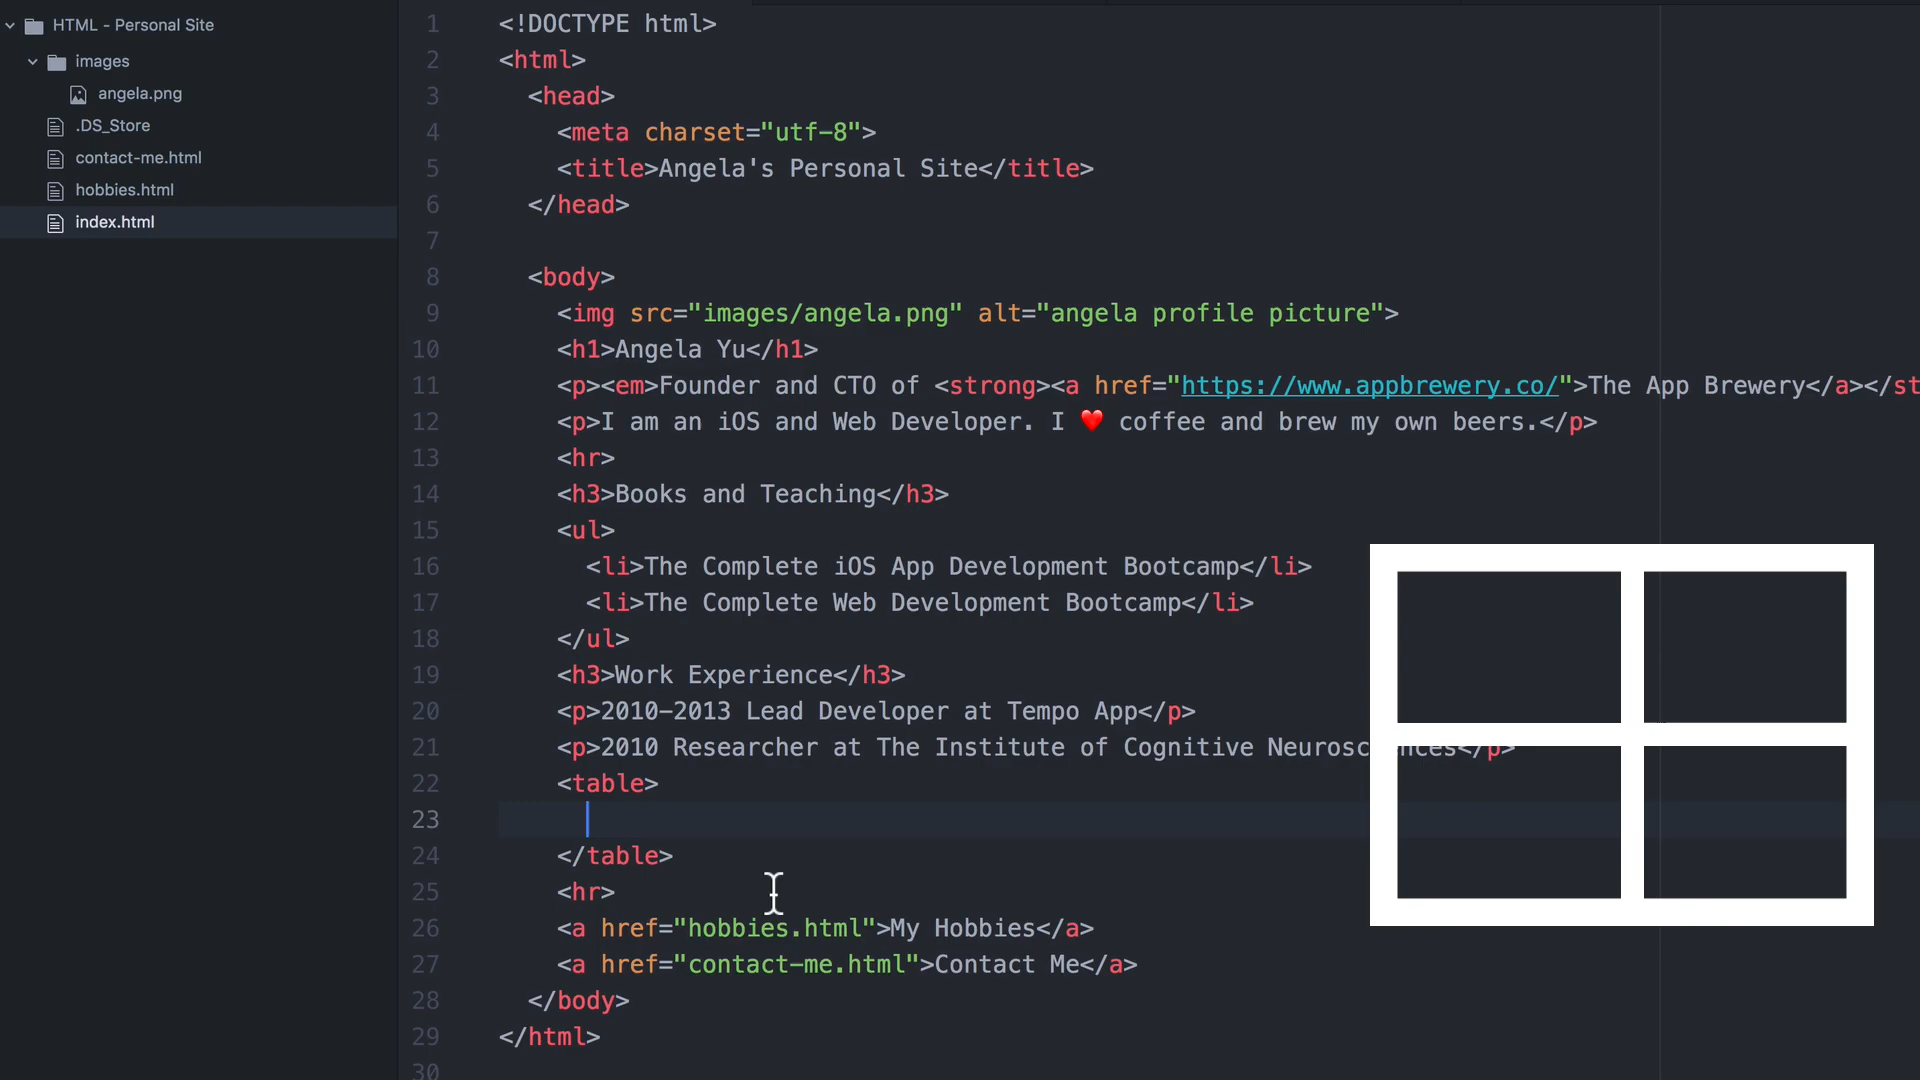 HTML - Personal Site
images
angela.png
.DS_Store
contact-me.html
hobbies.html
index.html
1 <!DOCTYPE html>
2 <html>
3 <head>
4 <meta charset="utf-8">
5 <title>Angela's Personal Site</title>
6 </head>
7
8 <body>
9 <img src="images/angela.png" alt="angela profile picture">
10 <h1>Angela Yu</h1>
11 <p><em>Founder and CTO of <strong><a href="https://www.appbrewery.co/">The App Brewery</a></st
12 <p>I am an iOS and Web Developer. I ❤️ coffee and brew my own beers.</p>
13 <hr>
14 <h3>Books and Teaching</h3>
15 <ul>
16 <li>The Complete iOS App Development Bootcamp</li>
17 <li>The Complete Web Development Bootcamp</li>
18 </ul>
19 <h3>Work Experience</h3>
20 <p>2010-2013 Lead Developer at Tempo App</p>
21 <p>2010 Researcher at The Institute of Cognitive Neurosciences</p>
22 <table>
23
24 </table>
25 <hr>
26 <a href="hobbies.html">My Hobbies</a>
27 <a href="contact-me.html">Contact Me</a>
28 </body>
29 </html>
30